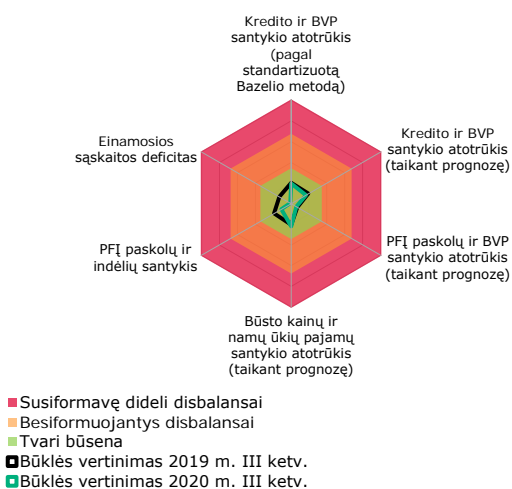 Kredito ir BVP
santykio atotrūkis
(pagal
standartizuotą
Bazelio metodą)
Kredito ir BVP
santykio atotrūkis
(taikant prognozę)
PFĮ paskolų ir BVP
santykio atotrūkis
(taikant prognozę)
Būsto kainų ir
namų ūkių pajamų
santykio atotrūkis
(taikant prognozę)
PFĮ paskolų ir
indėlių santykis
Einamosios
sąskaitos deficitas
Susiformavę dideli disbalansai
Besiformuojantys disbalansai
Tvari būsena
Būklės vertinimas 2019 m. III ketv.
Būklės vertinimas 2020 m. III ketv.